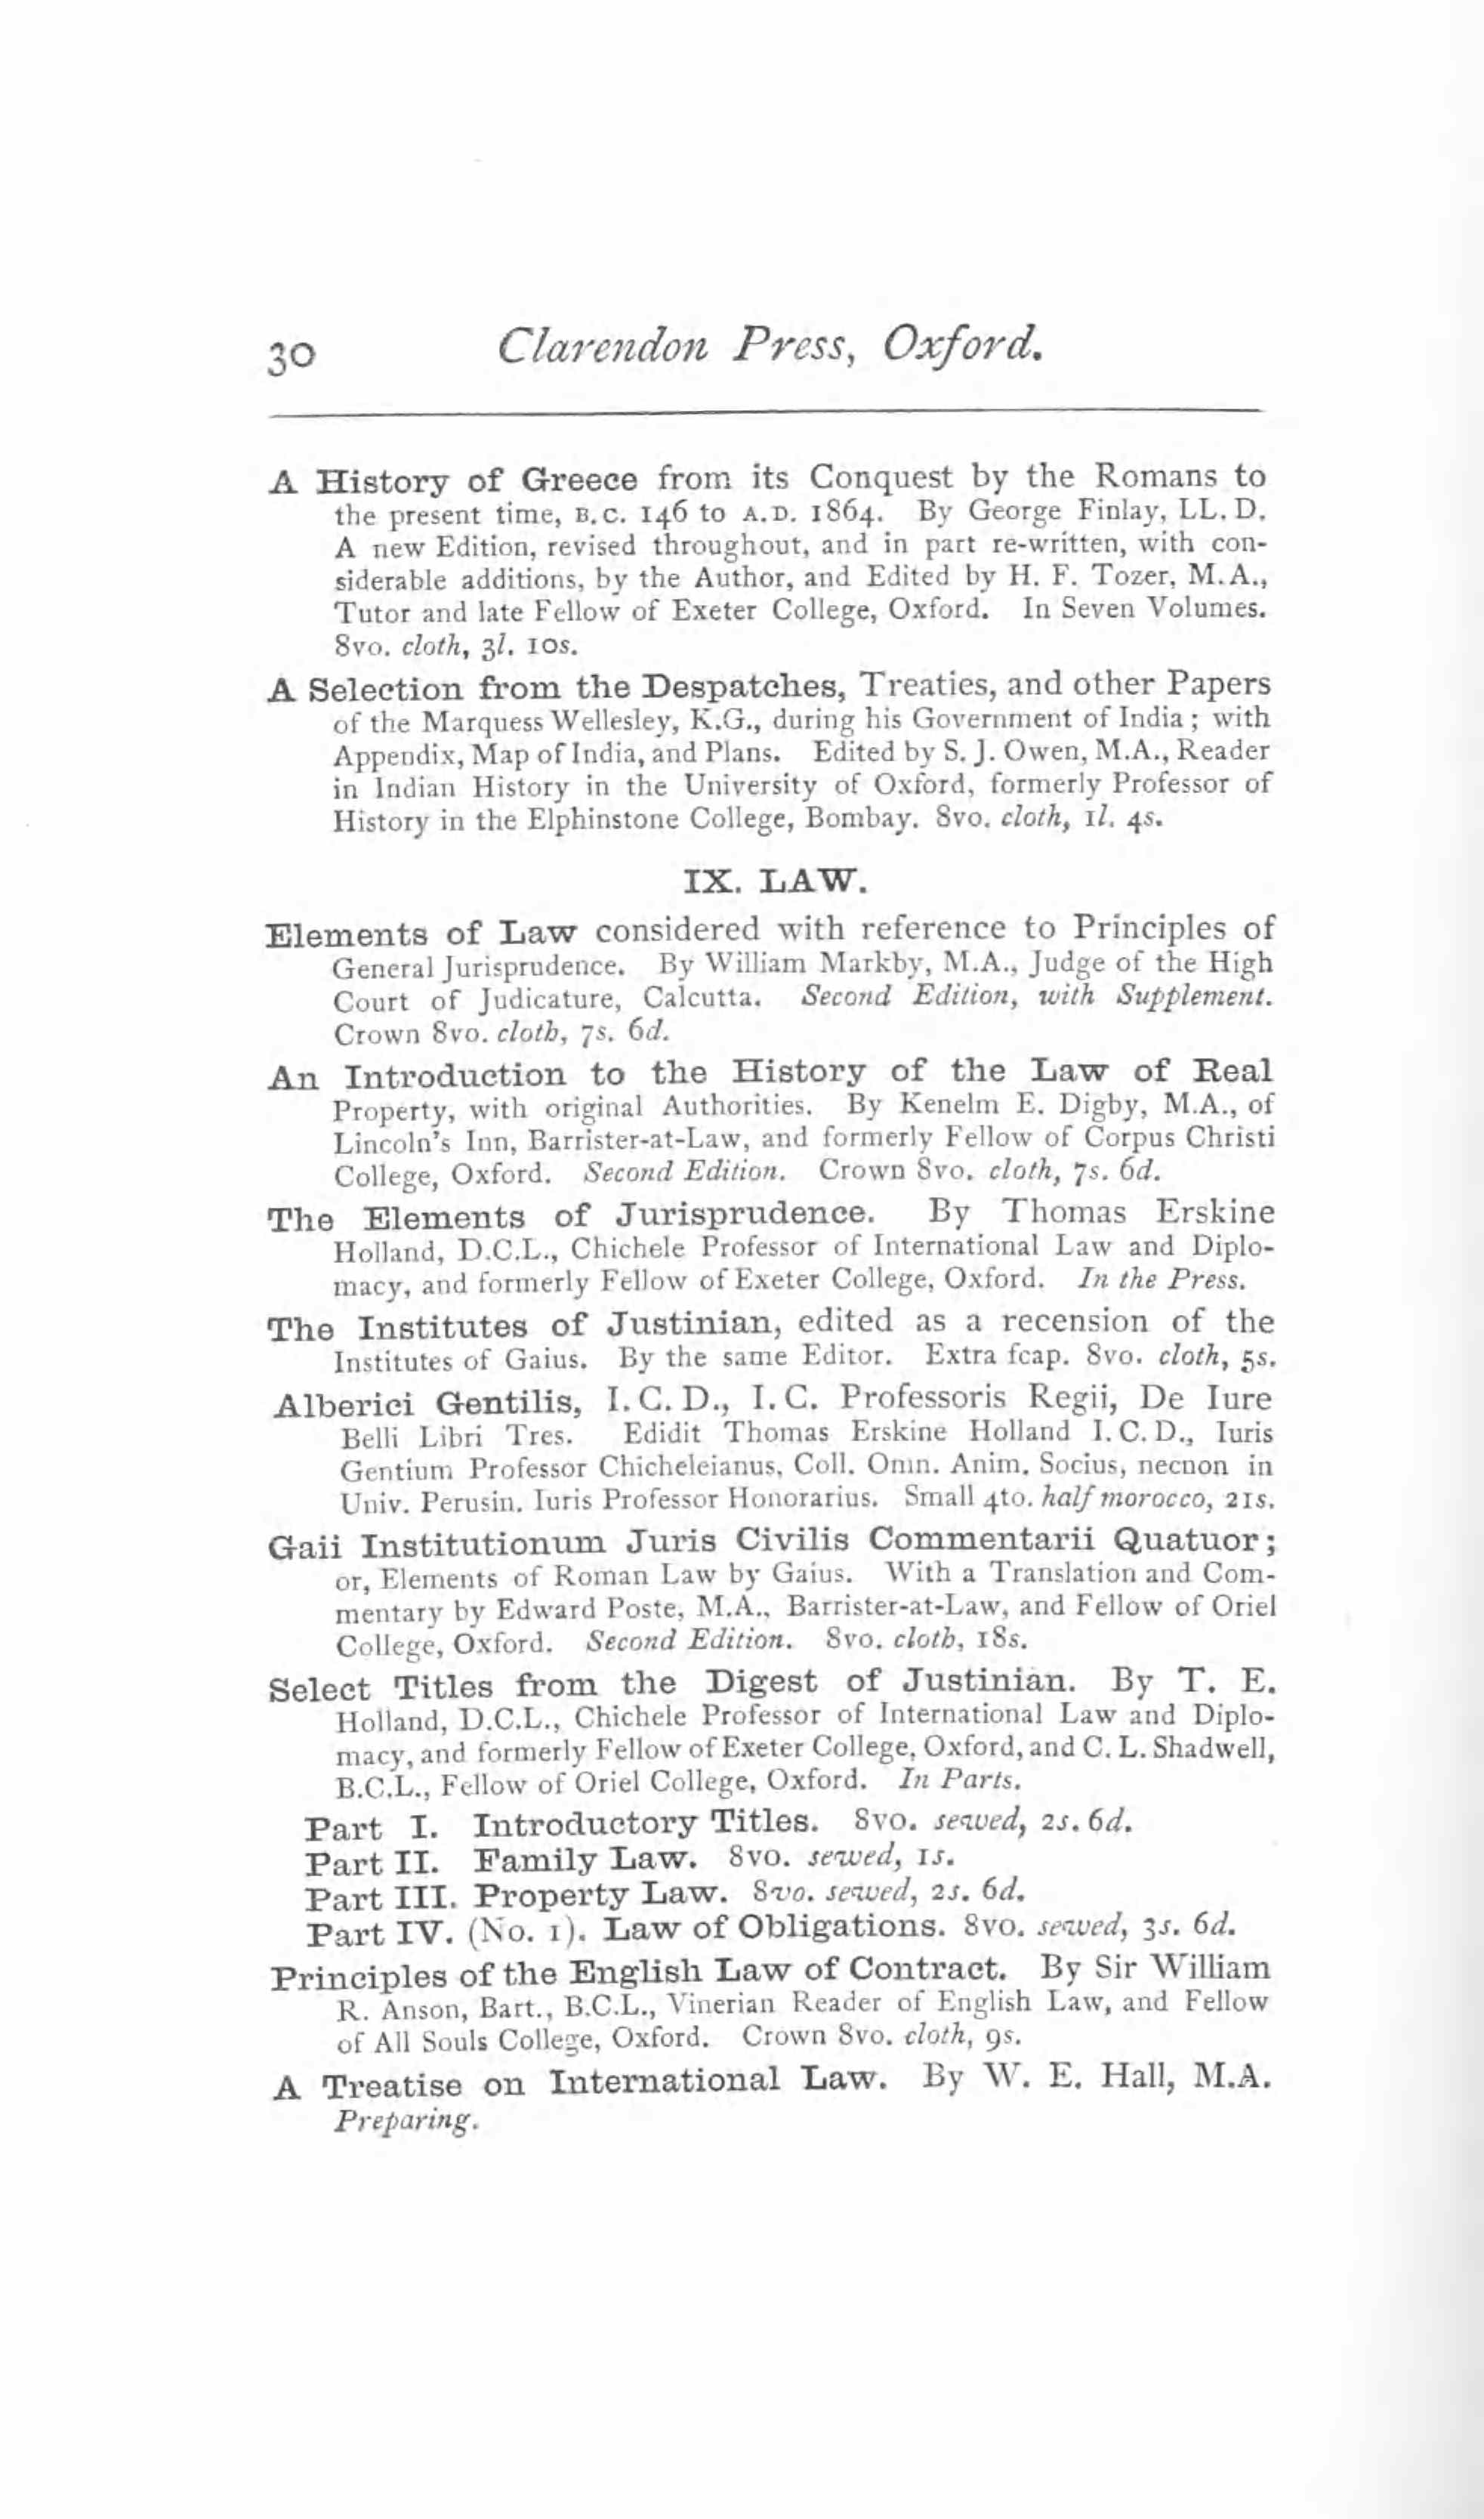 30 Clarendon Press, Oxford.
A History of Greece from its Conquest by the Romans to
the present time, B.C. 146 to A.D. 1864. By George Finlay, LL.D.
A new Edition, revised throughout, and in part re-written, with con-
siderable additions, by the Author, and Edited by H. F. Tozer, M.A.,
Tutor and late Fellow of Exeter College, Oxford. In Seven Volumes.
8vo. cloth, 3l. 10s.
A Selection from the Despatches, Treaties, and other Papers
of the Marquess Wellesley, K.G., during his Government of India; with
Appendix, Map of India, and Plans. Edited by S. J. Owen, M.A., Reader
in Indian History in the University of Oxford, formerly Professor of
History in the Elphinstone College, Bombay. 8vo. cloth, 1l. 4s.
IX. LAW.
Elements of Law considered with reference to Principles of
General Jurisprudence. By William Markby, M.A., Judge of the High
Court of Judicature, Calcutta. Second Edition, with Supplement.
Crown 8vo. cloth, 7s. 6d.
An Introduction to the History of the Law of Real
Property, with original Authorities. By Kenelm E. Digby, M.A., of
Lincoln's Inn, Barrister-at-Law, and formerly Fellow of Corpus Christi
College, Oxford. Second Edition. Crown 8vo. cloth, 7s. 6d.
The Elements of Jurisprudence. By Thomas Erskine
Holland, D.C.L., Chichele Professor of International Law and Diplo-
macy, and formerly Fellow of Exeter College, Oxford. In the Press.
The Institutes of Justinian, edited as a recension of the
Institutes of Gaius. By the same Editor. Extra fcap. 8vo. cloth, 5s.
Alberici Gentilis, I.C.D., I.C. Professoris Regii, De Iure
Belli Libri Tres. Edidit Thomas Erskine Holland I.C.D., Iuris
Gentium Professor Chicheleianus, Coll. Omn. Anim. Socius, necnon in
Univ. Perusin. Iuris Professor Honorarius. Small 4to. half morocco, 21s.
Gaii Institutionum Juris Civilis Commentarii Quatuor;
or, Elements of Roman Law by Gaius. With a Translation and Com-
mentary by Edward Poste, M.A., Barrister-at-Law, and Fellow of Oriel
College, Oxford. Second Edition. 8vo. cloth, 18s.
Select Titles from the Digest of Justinian. By T. E.
Holland, D.C.L., Chichele Professor of International Law and Diplo-
macy, and formerly Fellow of Exeter College, Oxford, and C. L. Shadwell,
B.C.L., Fellow of Oriel College, Oxford. In Parts.
Part I. Introductory Titles. 8vo. sewed, 2s. 6d.
Part II. Family Law. 8vo. sewed, 1s.
Part III. Property Law. 8vo. sewed, 2s. 6d.
Part IV. (No. 1). Law of Obligations. 8vo. sewed, 3s. 6d.
Principles of the English Law of Contract. By Sir William
R. Anson, Bart., B.C.L., Vinerian Reader of English Law, and Fellow
of All Souls College, Oxford. Crown 8vo. cloth, 9s.
A Treatise on International Law. By W. E. Hall, M.A.
Preparing.